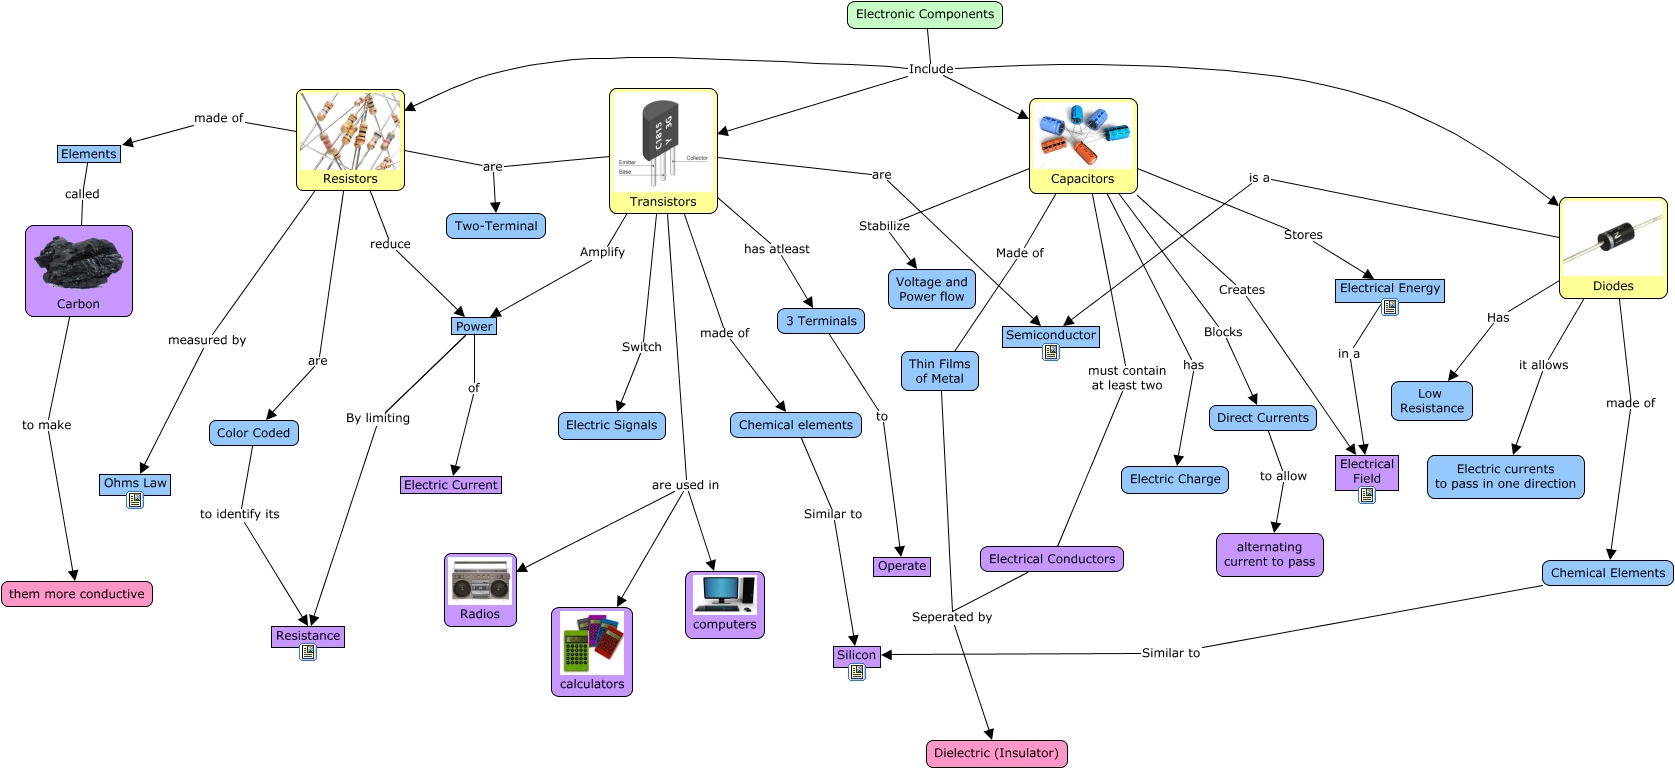 Electronic Components
Include
made of
Elements
called
Carbon
to make
them more conductive
Resistors
are
Two-Terminal
measured by
Ohms Law
are
Color Coded
to identify its
Resistance
reduce
Power
By limiting
of
Electric Current
C1815
Y 3G
Emitter
Base
Collector
Transistors
Amplify
Switch
Electric Signals
are used in
Radios
calculators
computers
made of
Chemical elements
Similar to
Silicon
has atleast
3 Terminals
to
Operate
are
Semiconductor
Capacitors
Stabilize
Voltage and
Power flow
Made of
Thin Films
of Metal
Seperated by
Dielectric (Insulator)
must contain
at least two
Electrical Conductors
has
Electric Charge
Blocks
Direct Currents
to allow
alternating
current to pass
Creates
Electrical
Field
Stores
Electrical Energy
in a
is a
Diodes
Has
Low
Resistance
it allows
Electric currents
to pass in one direction
made of
Chemical Elements
Similar to